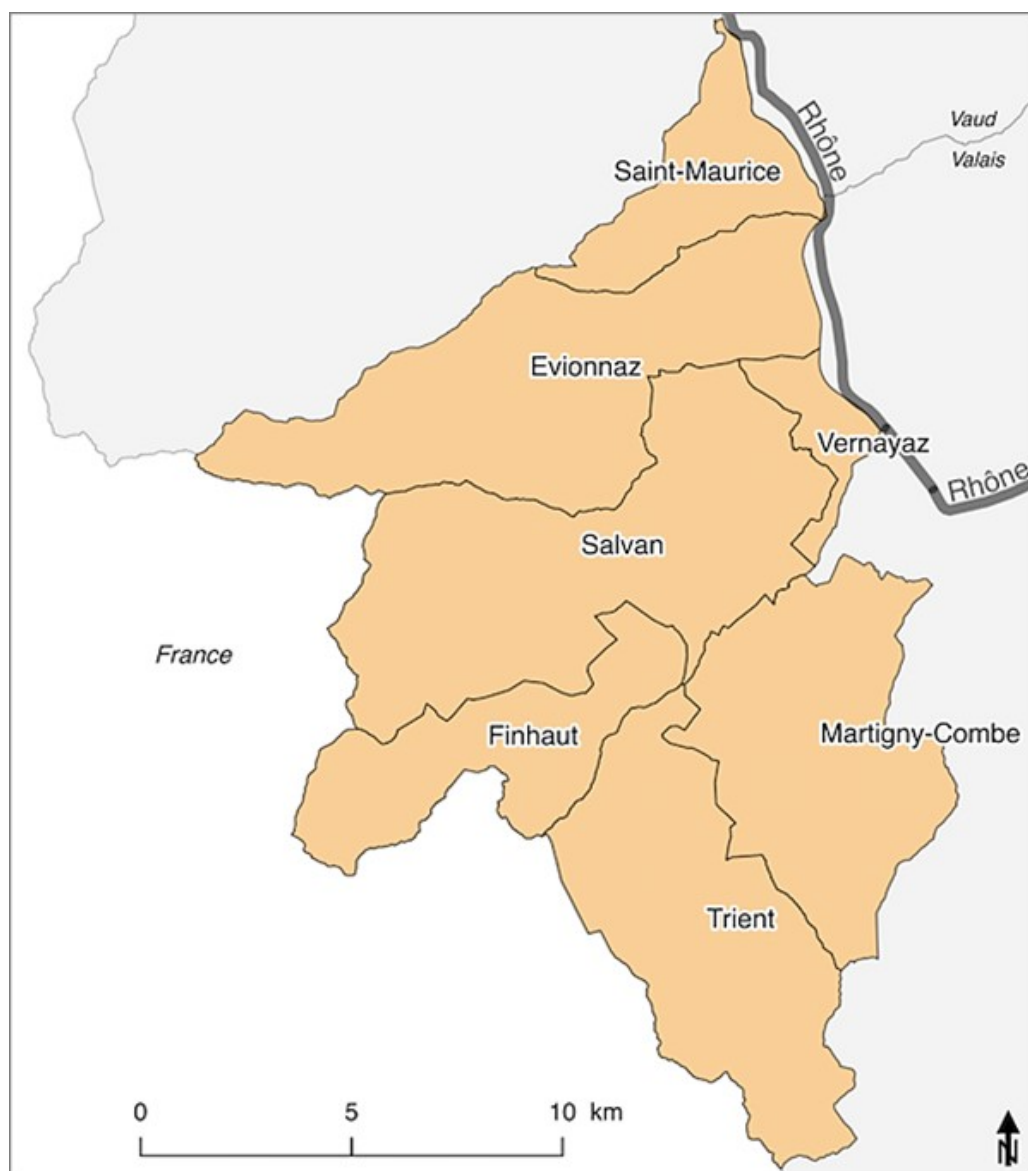 Rhône
Vaud
Valais
Saint-Maurice
Evionnaz
Vernayaz
Rhône
Salvan
France
Finhaut
Martigny-Combe
Trient
0 5 10 km
N